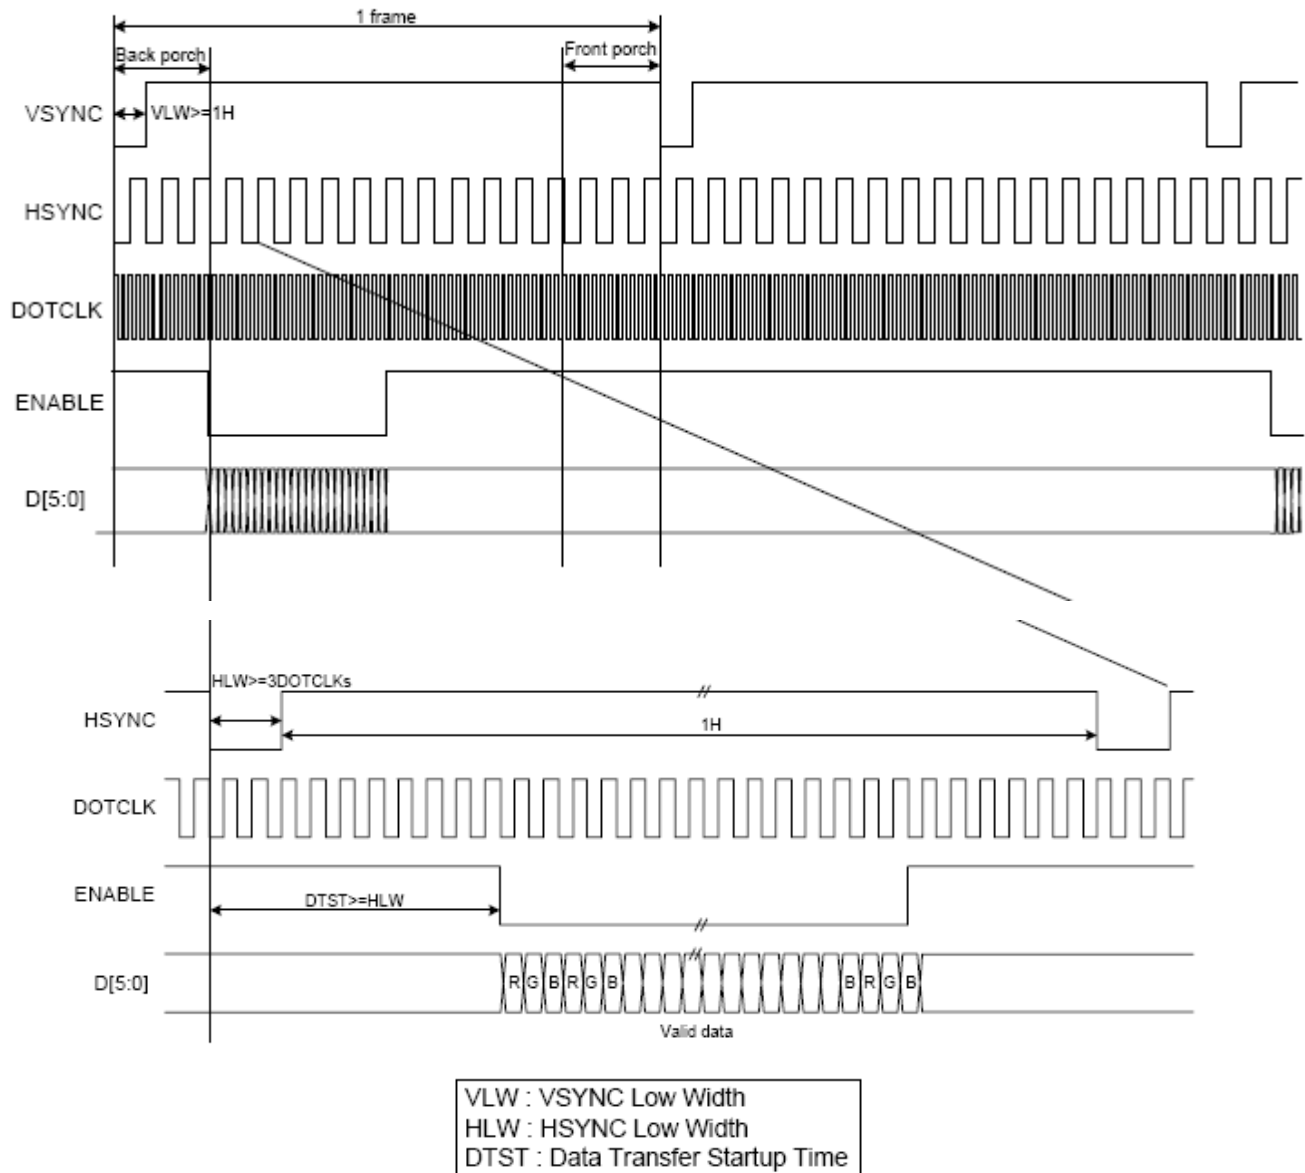 1 frame
Back porch
Front porch
VSYNC
VLW>=1H
HSYNC
DOTCLK
ENABLE
D[5:0]
HLW>=3DOTCLKs
HSYNC
1H
DOTCLK
ENABLE
DTST>=HLW
D[5:0]
R G B R G B B R G B
Valid data
VLW : VSYNC Low Width
HLW : HSYNC Low Width
DTST : Data Transfer Startup Time